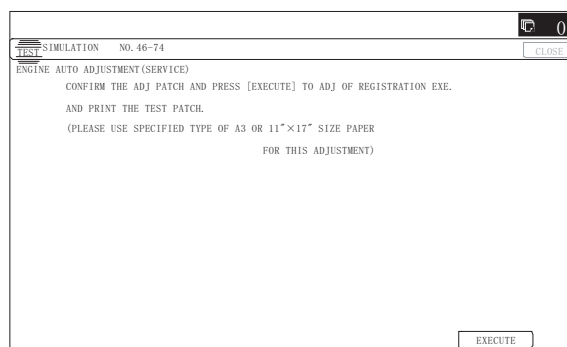 0
TEST SIMULATION NO.46-74
CLOSE
ENGINE AUTO ADJUSTMENT(SERVICE)
CONFIRM THE ADJ PATCH AND PRESS [EXECUTE] TO ADJ OF REGISTRATION EXE.
AND PRINT THE TEST PATCH.
(PLEASE USE SPECIFIED TYPE OF A3 OR 11″×17″ SIZE PAPER
FOR THIS ADJUSTMENT)
EXECUTE